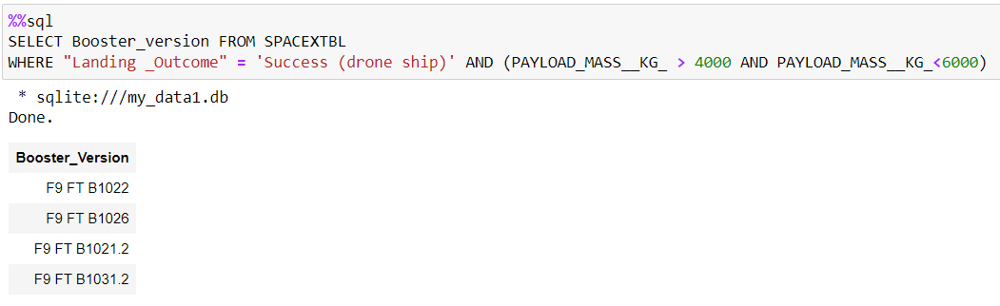 %%sql
SELECT Booster_version FROM SPACEXTBL
WHERE "Landing _Outcome" = 'Success (drone ship)' AND (PAYLOAD_MASS__KG_ > 4000 AND PAYLOAD_MASS__KG_<6000)
* sqlite:///my_data1.db
Done.
Booster_Version
F9 FT B1022
F9 FT B1026
F9 FT B1021.2
F9 FT B1031.2